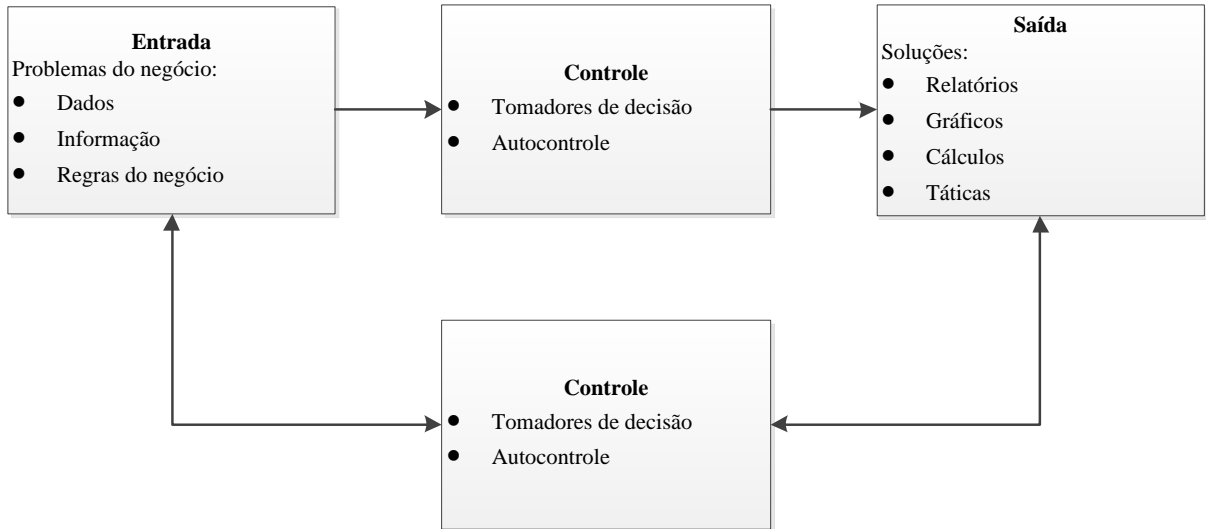 Entrada
Problemas do negócio:
● Dados
● Informação
● Regras do negócio
Controle
● Tomadores de decisão
● Autocontrole
Saída
Soluções:
● Relatórios
● Gráficos
● Cálculos
● Táticas
Controle
● Tomadores de decisão
● Autocontrole